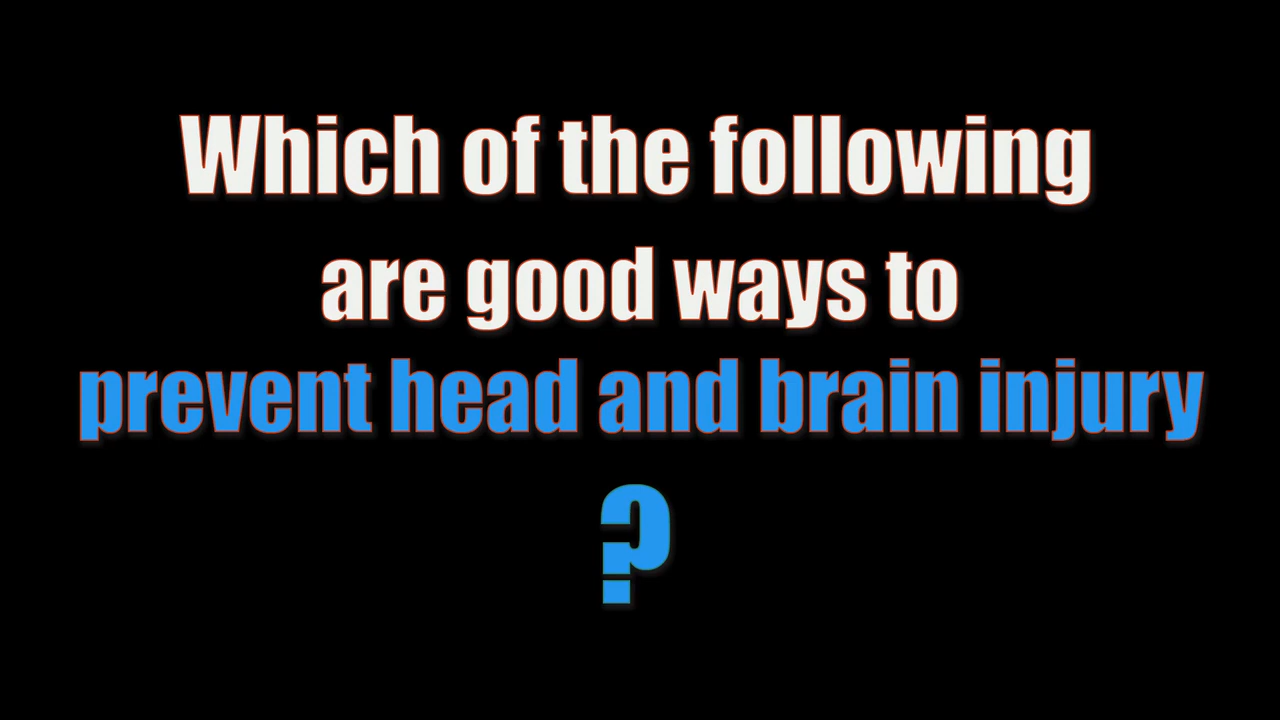 Which of the following
are good ways to
prevent head and brain injury
?